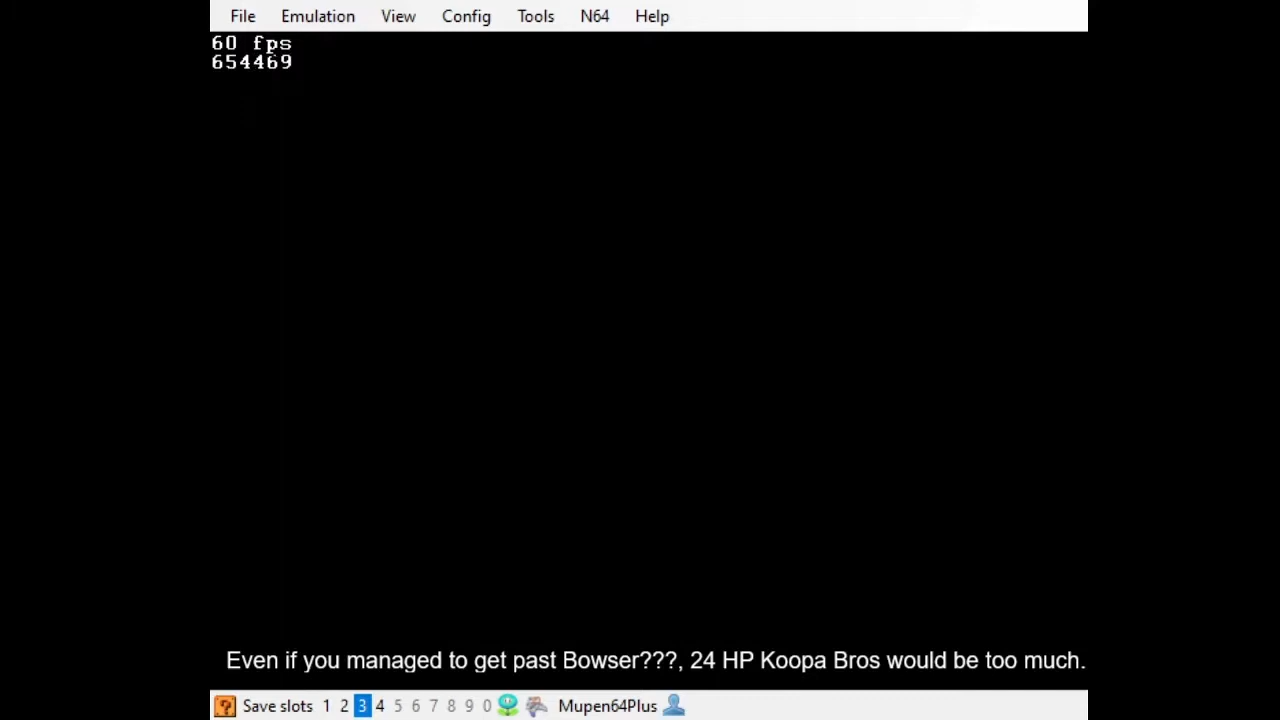 File Emulation View Config Tools N64 Help
60 fps
654469
Even if you managed to get past Bowser???, 24 HP Koopa Bros would be too much.
Save slots 1 2 3 4 5 6 7 8 9 0 Mupen64Plus